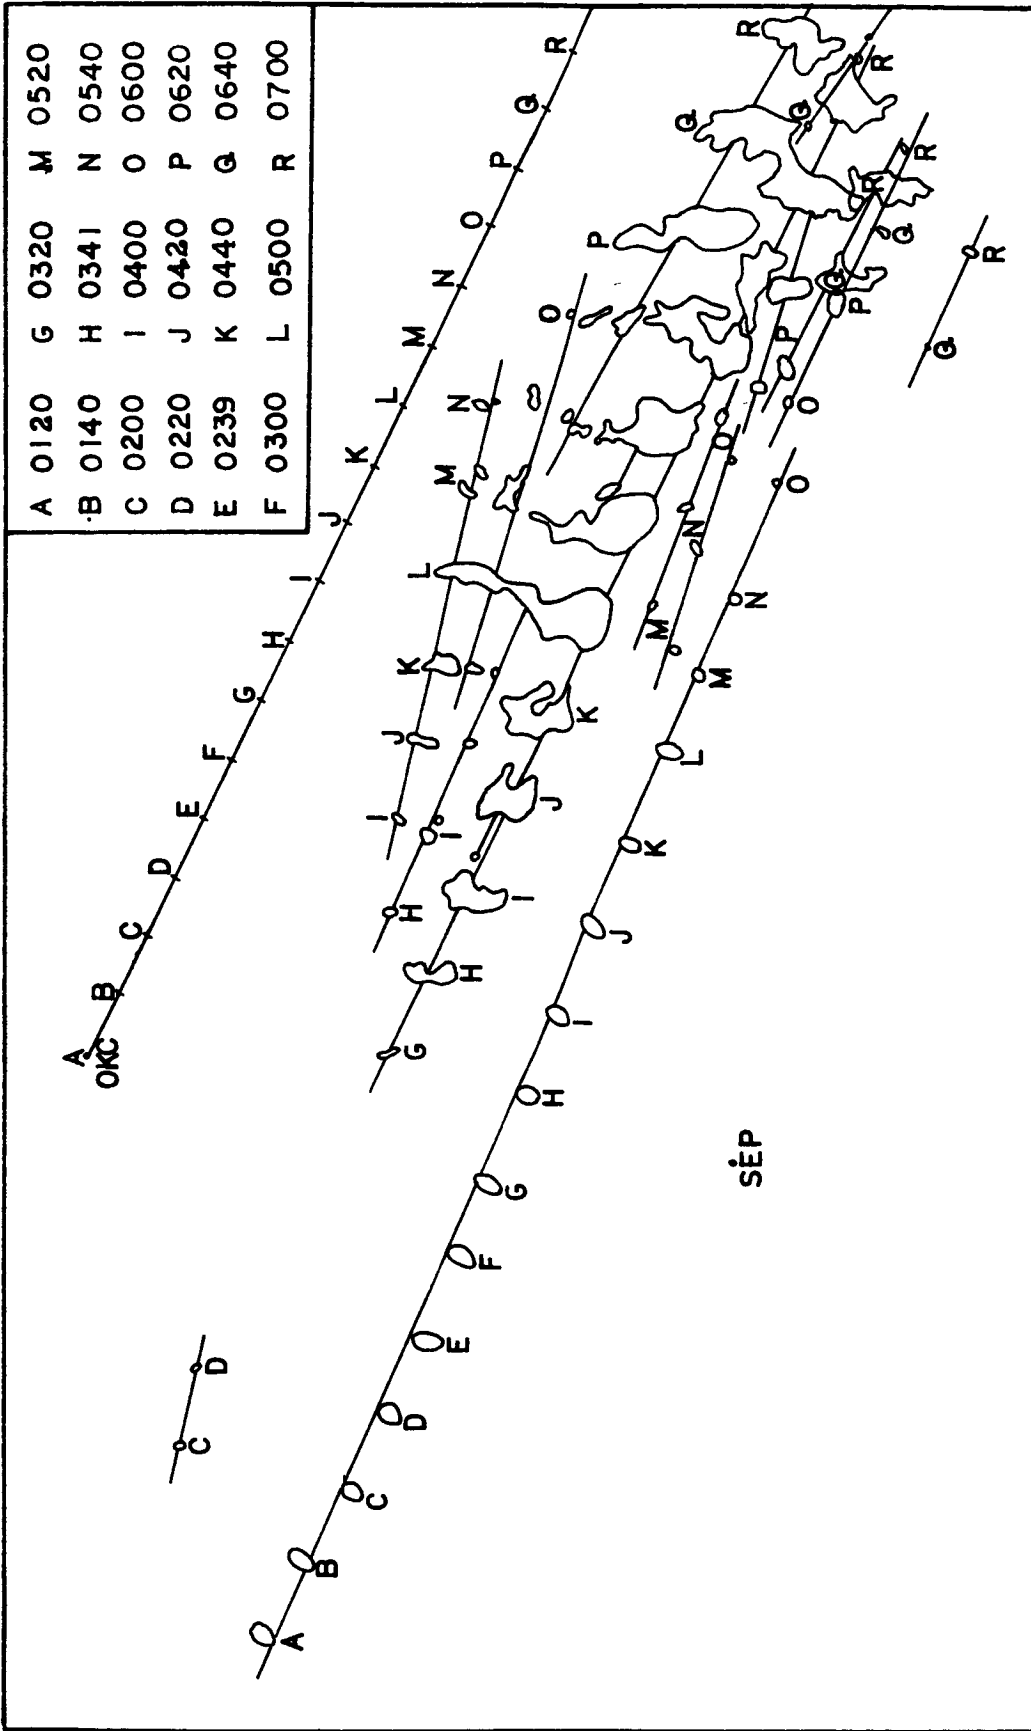 A 0120 G 0320 M 0520
B 0140 H 0341 N 0540
C 0200 I 0400 O 0600
D 0220 J 0420 P 0620
E 0239 K 0440 Q 0640
F 0300 L 0500 R 0700
A B C D E F G H I J K L M N O P Q R
OKC
C D
I J K L M N
O
H I
G H I J K
P Q R
Q R
M N O P
Q R
O P Q R
A B C D E F G H I J K L M N O
Q R
SEP